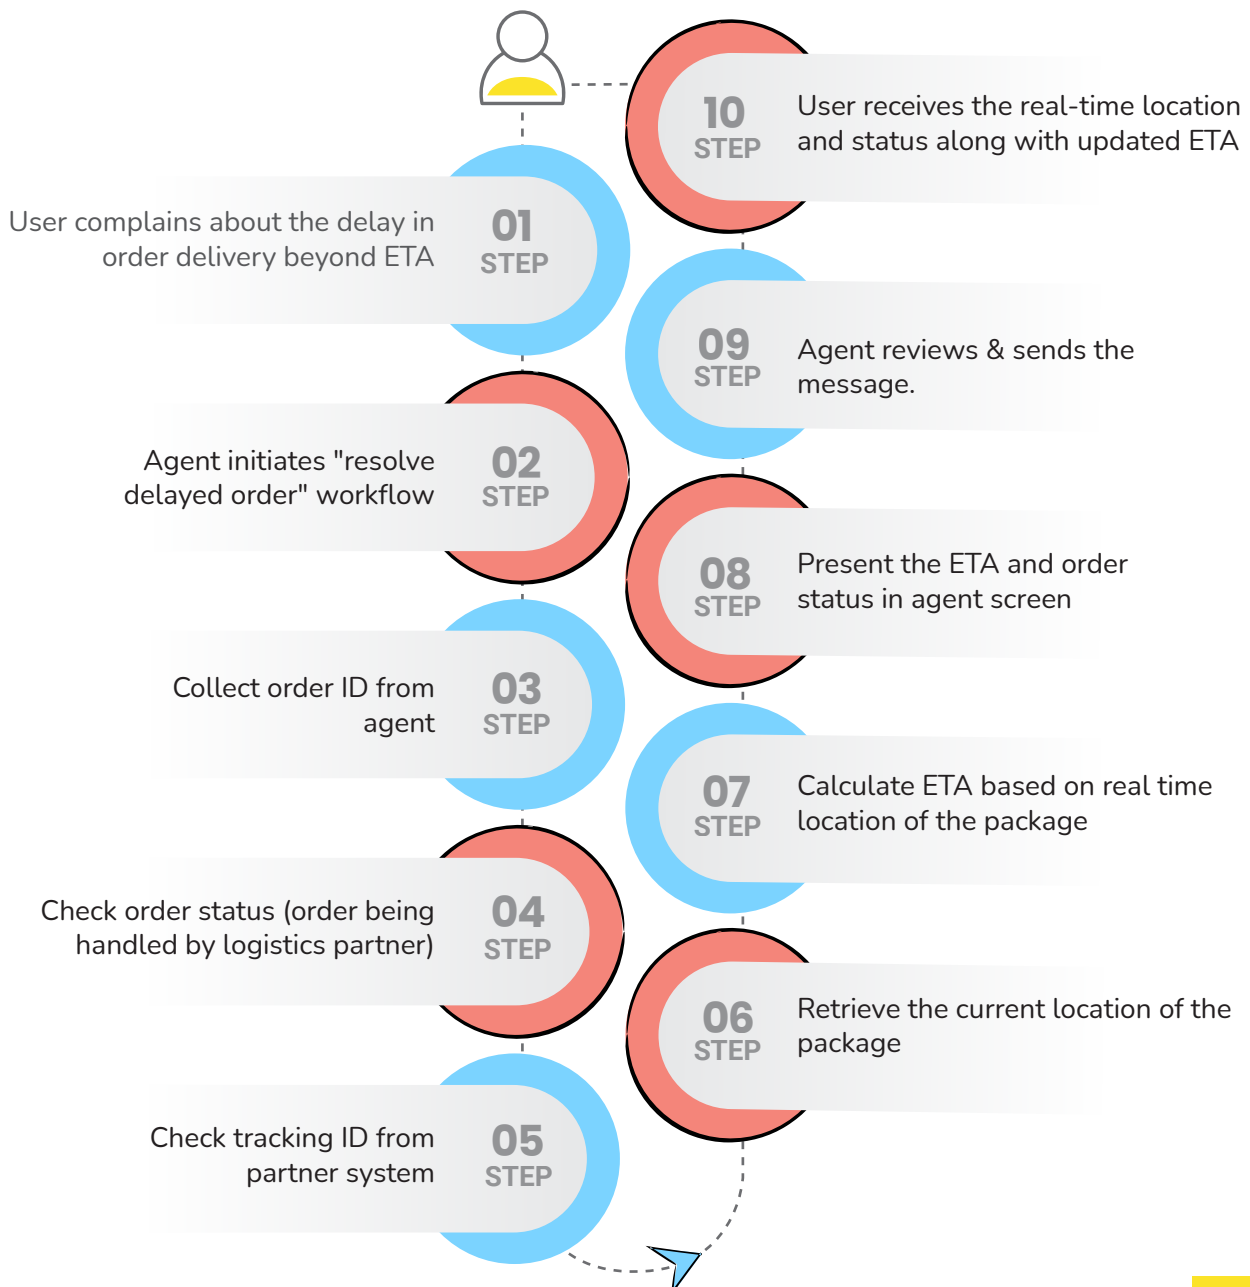 01
STEP
User complains about the delay in
order delivery beyond ETA
02
STEP
Agent initiates "resolve
delayed order" workflow
03
STEP
Collect order ID from
agent
04
STEP
Check order status (order being
handled by logistics partner)
05
STEP
Check tracking ID from
partner system
06
STEP
Retrieve the current location of the
package
07
STEP
Calculate ETA based on real time
location of the package
08
STEP
Present the ETA and order
status in agent screen
09
STEP
Agent reviews & sends the
message.
10
STEP
User receives the real-time location
and status along with updated ETA